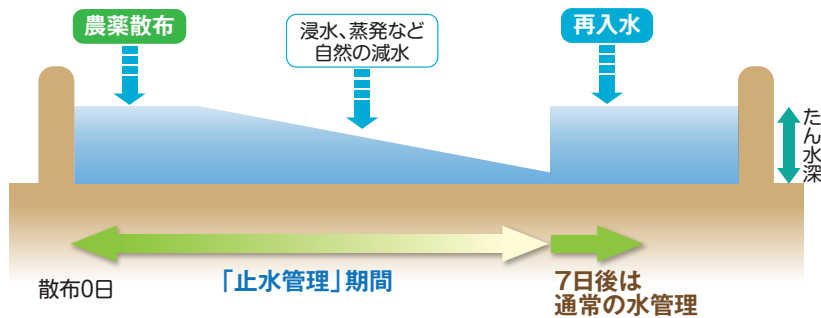 農薬散布
浸水、蒸発など
自然の減水
再入水
たん水深
散布0日
「止水管理」期間
7日後は
通常の水管理